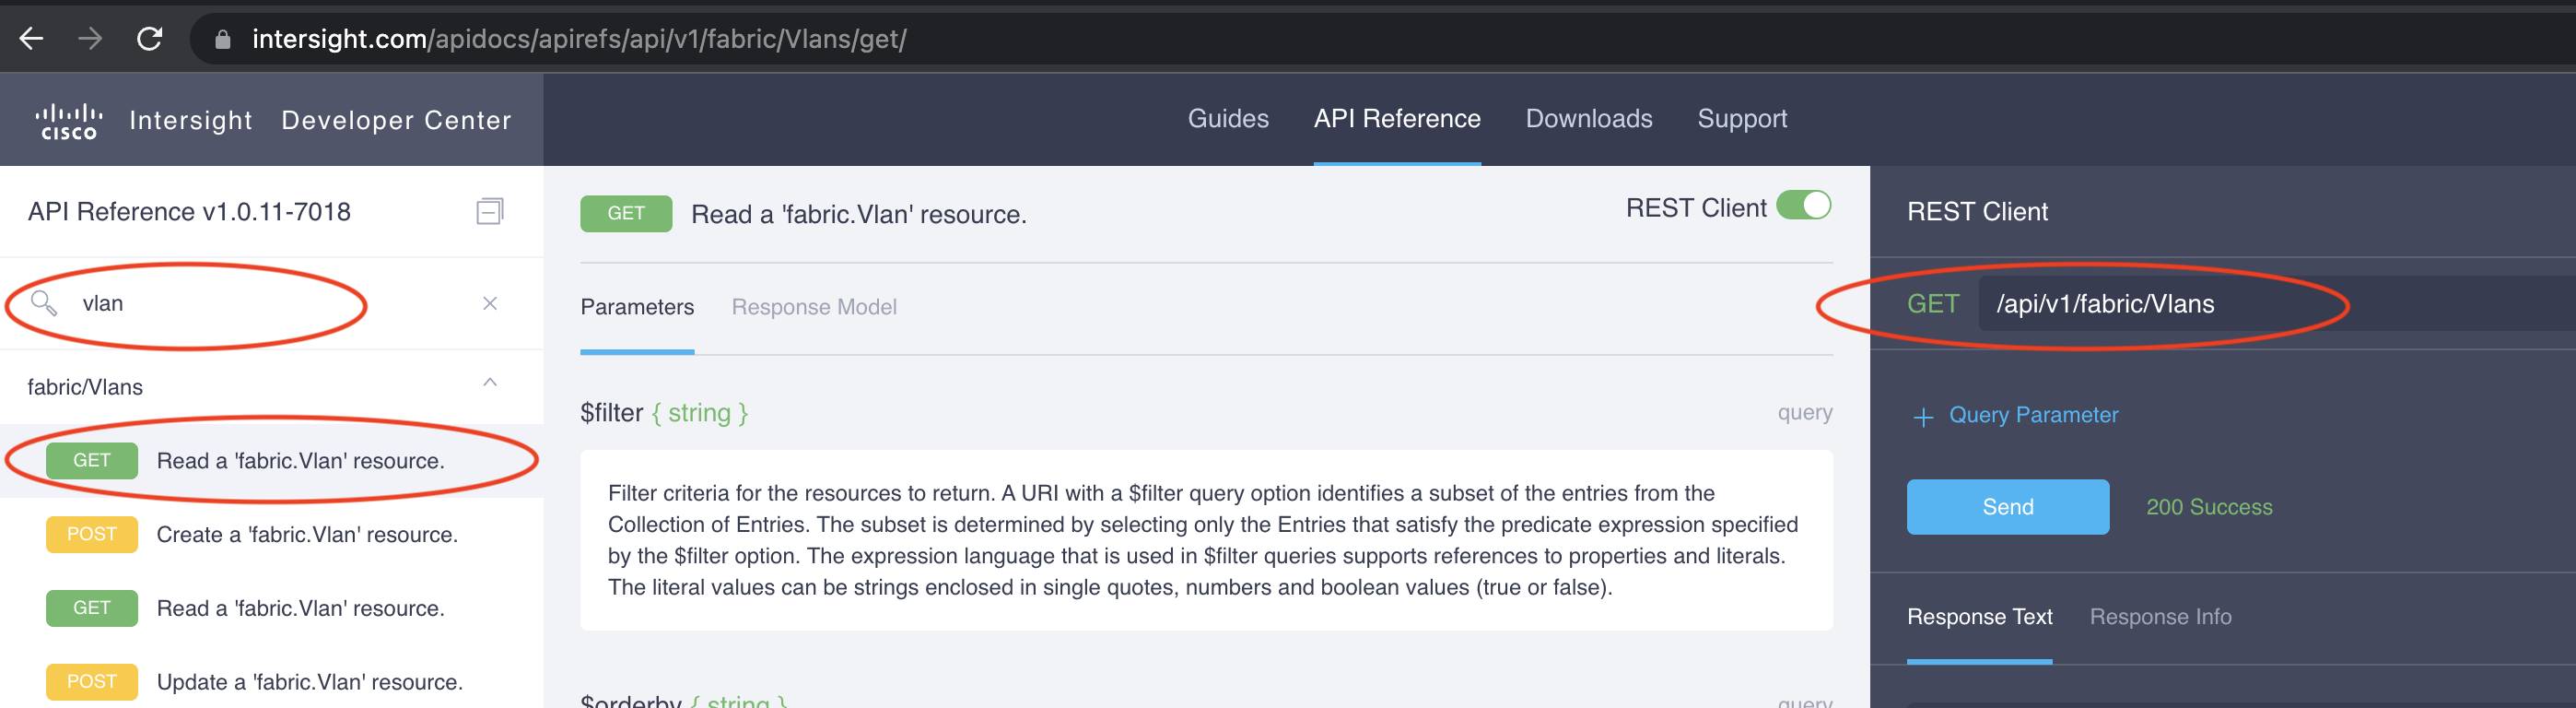 intersight.com/apidocs/apirefs/api/v1/fabric/Vlans/get/
CISCO Intersight Developer Center
Guides API Reference Downloads Support
API Reference v1.0.11-7018
vlan
fabric/Vlans
GET Read a 'fabric.Vlan' resource.
POST Create a 'fabric.Vlan' resource.
GET Read a 'fabric.Vlan' resource.
POST Update a 'fabric.Vlan' resource.
GET Read a 'fabric.Vlan' resource.
REST Client
Parameters Response Model
$filter { string } query
Filter criteria for the resources to return. A URI with a $filter query option identifies a subset of the entries from the
Collection of Entries. The subset is determined by selecting only the Entries that satisfy the predicate expression specified
by the $filter option. The expression language that is used in $filter queries supports references to properties and literals.
The literal values can be strings enclosed in single quotes, numbers and boolean values (true or false).
$orderby { string } query
REST Client
GET /api/v1/fabric/Vlans
+ Query Parameter
Send 200 Success
Response Text Response Info